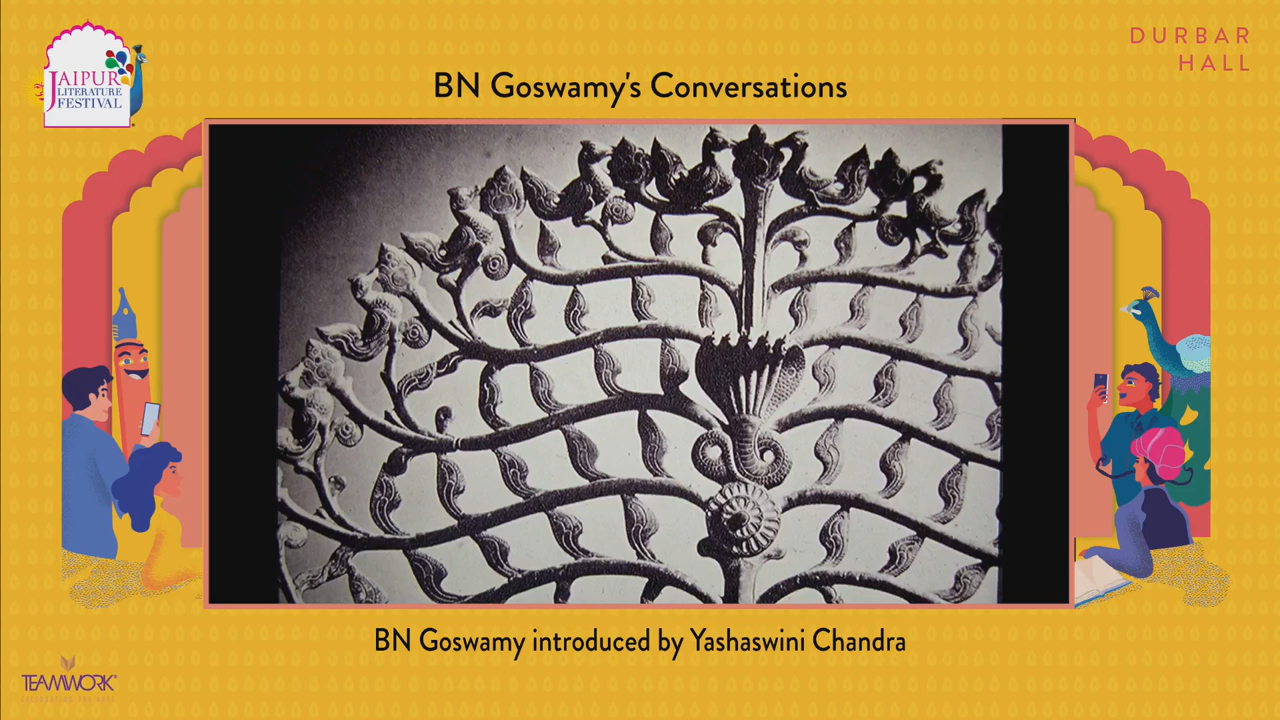 JAIPUR
LITERATURE
FESTIVAL
DURBAR
HALL
BN Goswamy's Conversations
BN Goswamy introduced by Yashaswini Chandra
TEAMWORK